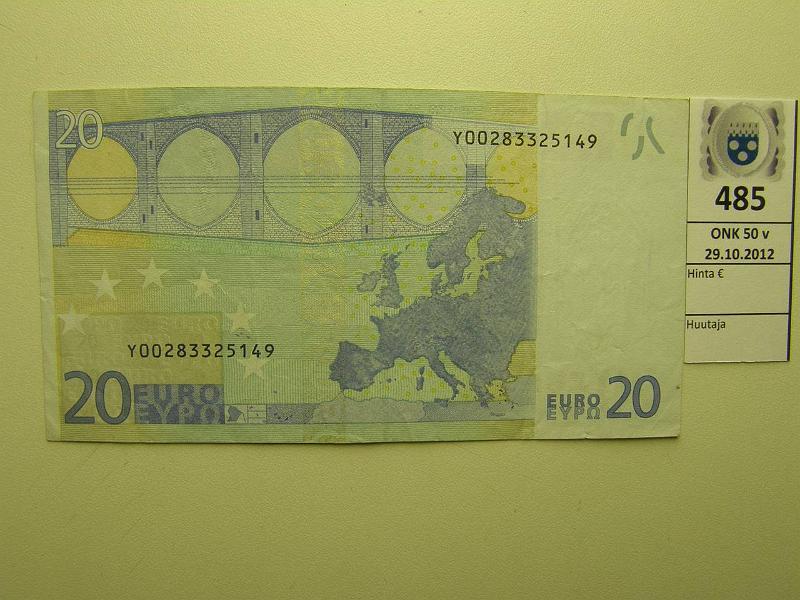 20
Y00283325149
Y00283325149
20 EURO
ΕΥΡΩ
EURO
ΕΥΡΩ 20
485
ONK 50 v
29.10.2012
Hinta €
Huutaja